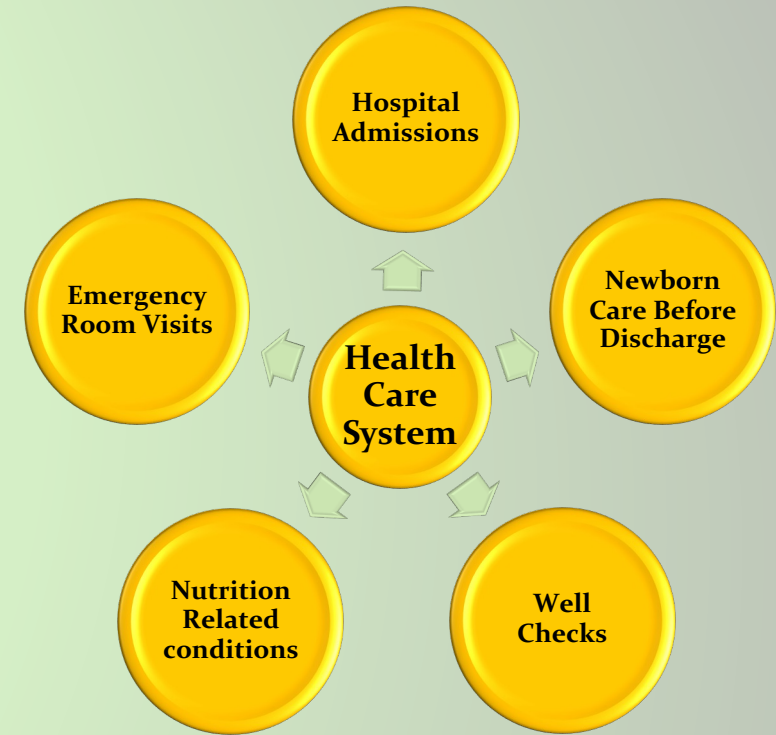 Hospital
Admissions
Newborn
Care Before
Discharge
Emergency
Room Visits
Health
Care
System
Nutrition
Related
conditions
Well
Checks